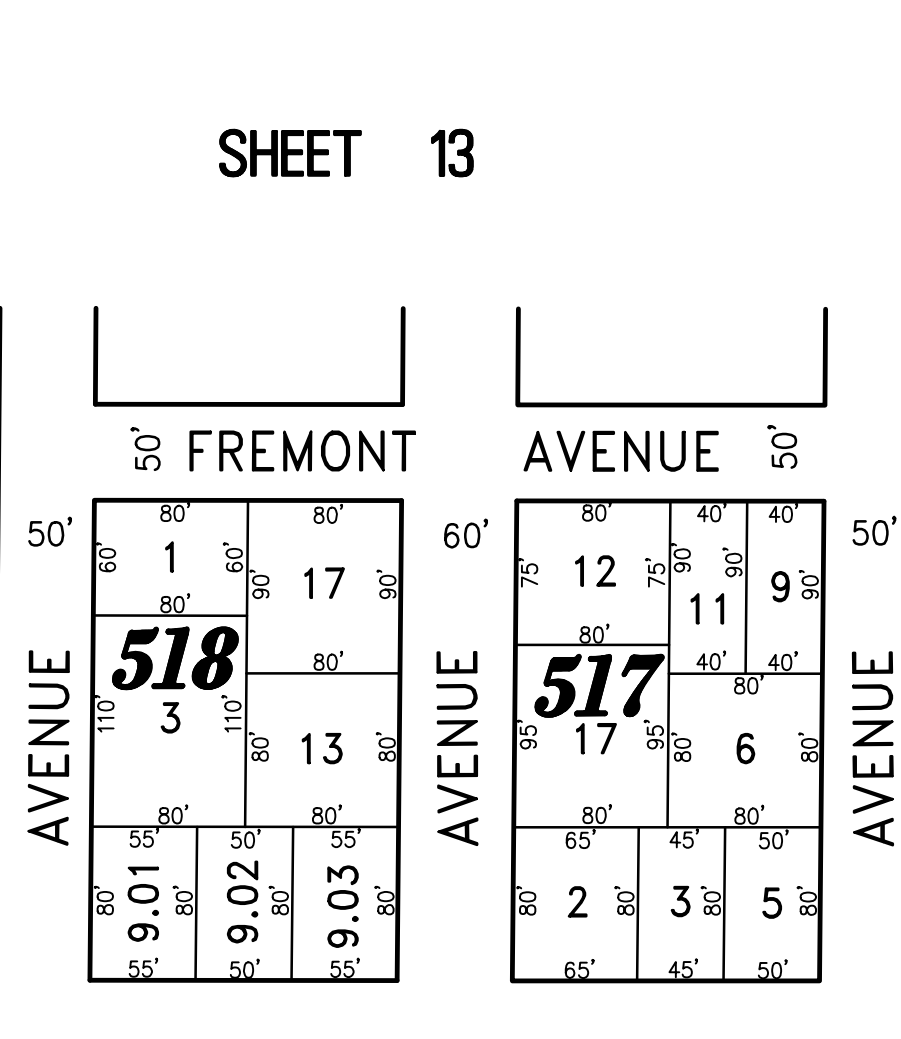 SHEET 13
50' FREMONT AVENUE 50'
50'
80'
60' 1 60'
80'
518
110' 3 110'
80'
80'
90' 17 90'
80'
80' 13 80'
80'
55'
80' 9.01 80'
55'
50'
9.02 80'
50'
55'
9.03 80'
55'
AVENUE
60'
AVENUE
80'
75' 12 75'
80'
517
95' 17 95'
80'
40'
90' 11 90'
40'
40'
9 90'
40'
80'
80' 6 80'
80'
65'
80' 2 80'
65'
45'
3 80'
45'
50'
5 80'
50'
50'
AVENUE